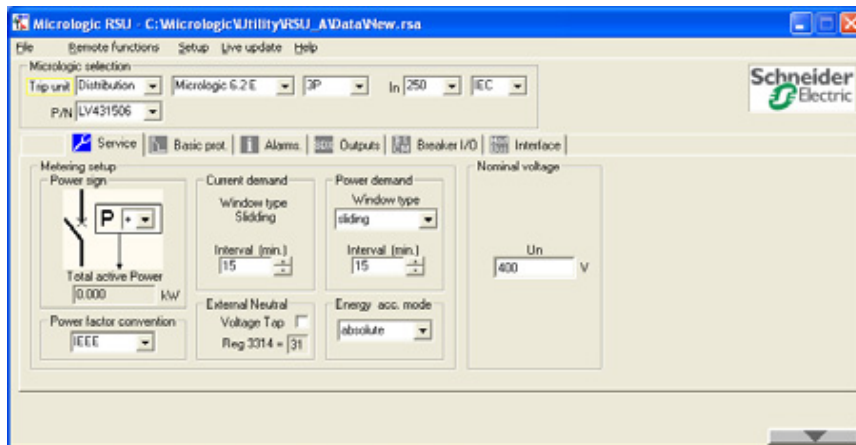 Micrologic RSU - C:\Micrologic\Utility\RSU_A\Data\New.rsa
File Remote functions Setup Live update Help
Micrologic selection
Trip unit Distribution Micrologic 6.2 E 3P In 250 IEC
P/N LV431506
Schneider
Electric
Service Basic prot. Alarms. Outputs Breaker I/O Interface
Metering setup
Power sign
P +
Total active Power
0.000 kW
Power factor convention
IEEE
Current demand
Window type
Slidding
Interval (min.)
15
External Neutral
Voltage Tap
Reg 3314 = 31
Power demand
Window type
sliding
Interval (min.)
15
Energy acc. mode
absolute
Nominal voltage
Un
400 V